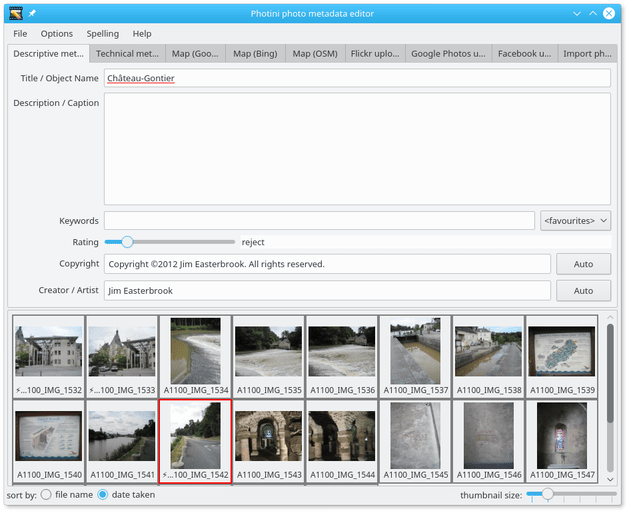 Photini photo metadata editor
File Options Spelling Help
Descriptive met... Technical met... Map (Goo... Map (Bing) Map (OSM) Flickr uplo... Google Photos u... Facebook u... Import ph...
Title / Object Name Château-Gontier
Description / Caption
Keywords <favourites>
Rating reject
Copyright Copyright ©2012 Jim Easterbrook. All rights reserved. Auto
Creator / Artist Jim Easterbrook Auto
⚡...100_IMG_1532 ⚡...100_IMG_1533 A1100_IMG_1534 A1100_IMG_1535 A1100_IMG_1536 A1100_IMG_1537 A1100_IMG_1538 A1100_IMG_1539
A1100_IMG_1540 A1100_IMG_1541 ⚡...100_IMG_1542 A1100_IMG_1543 A1100_IMG_1544 A1100_IMG_1545 A1100_IMG_1546 A1100_IMG_1547
sort by: file name date taken thumbnail size: